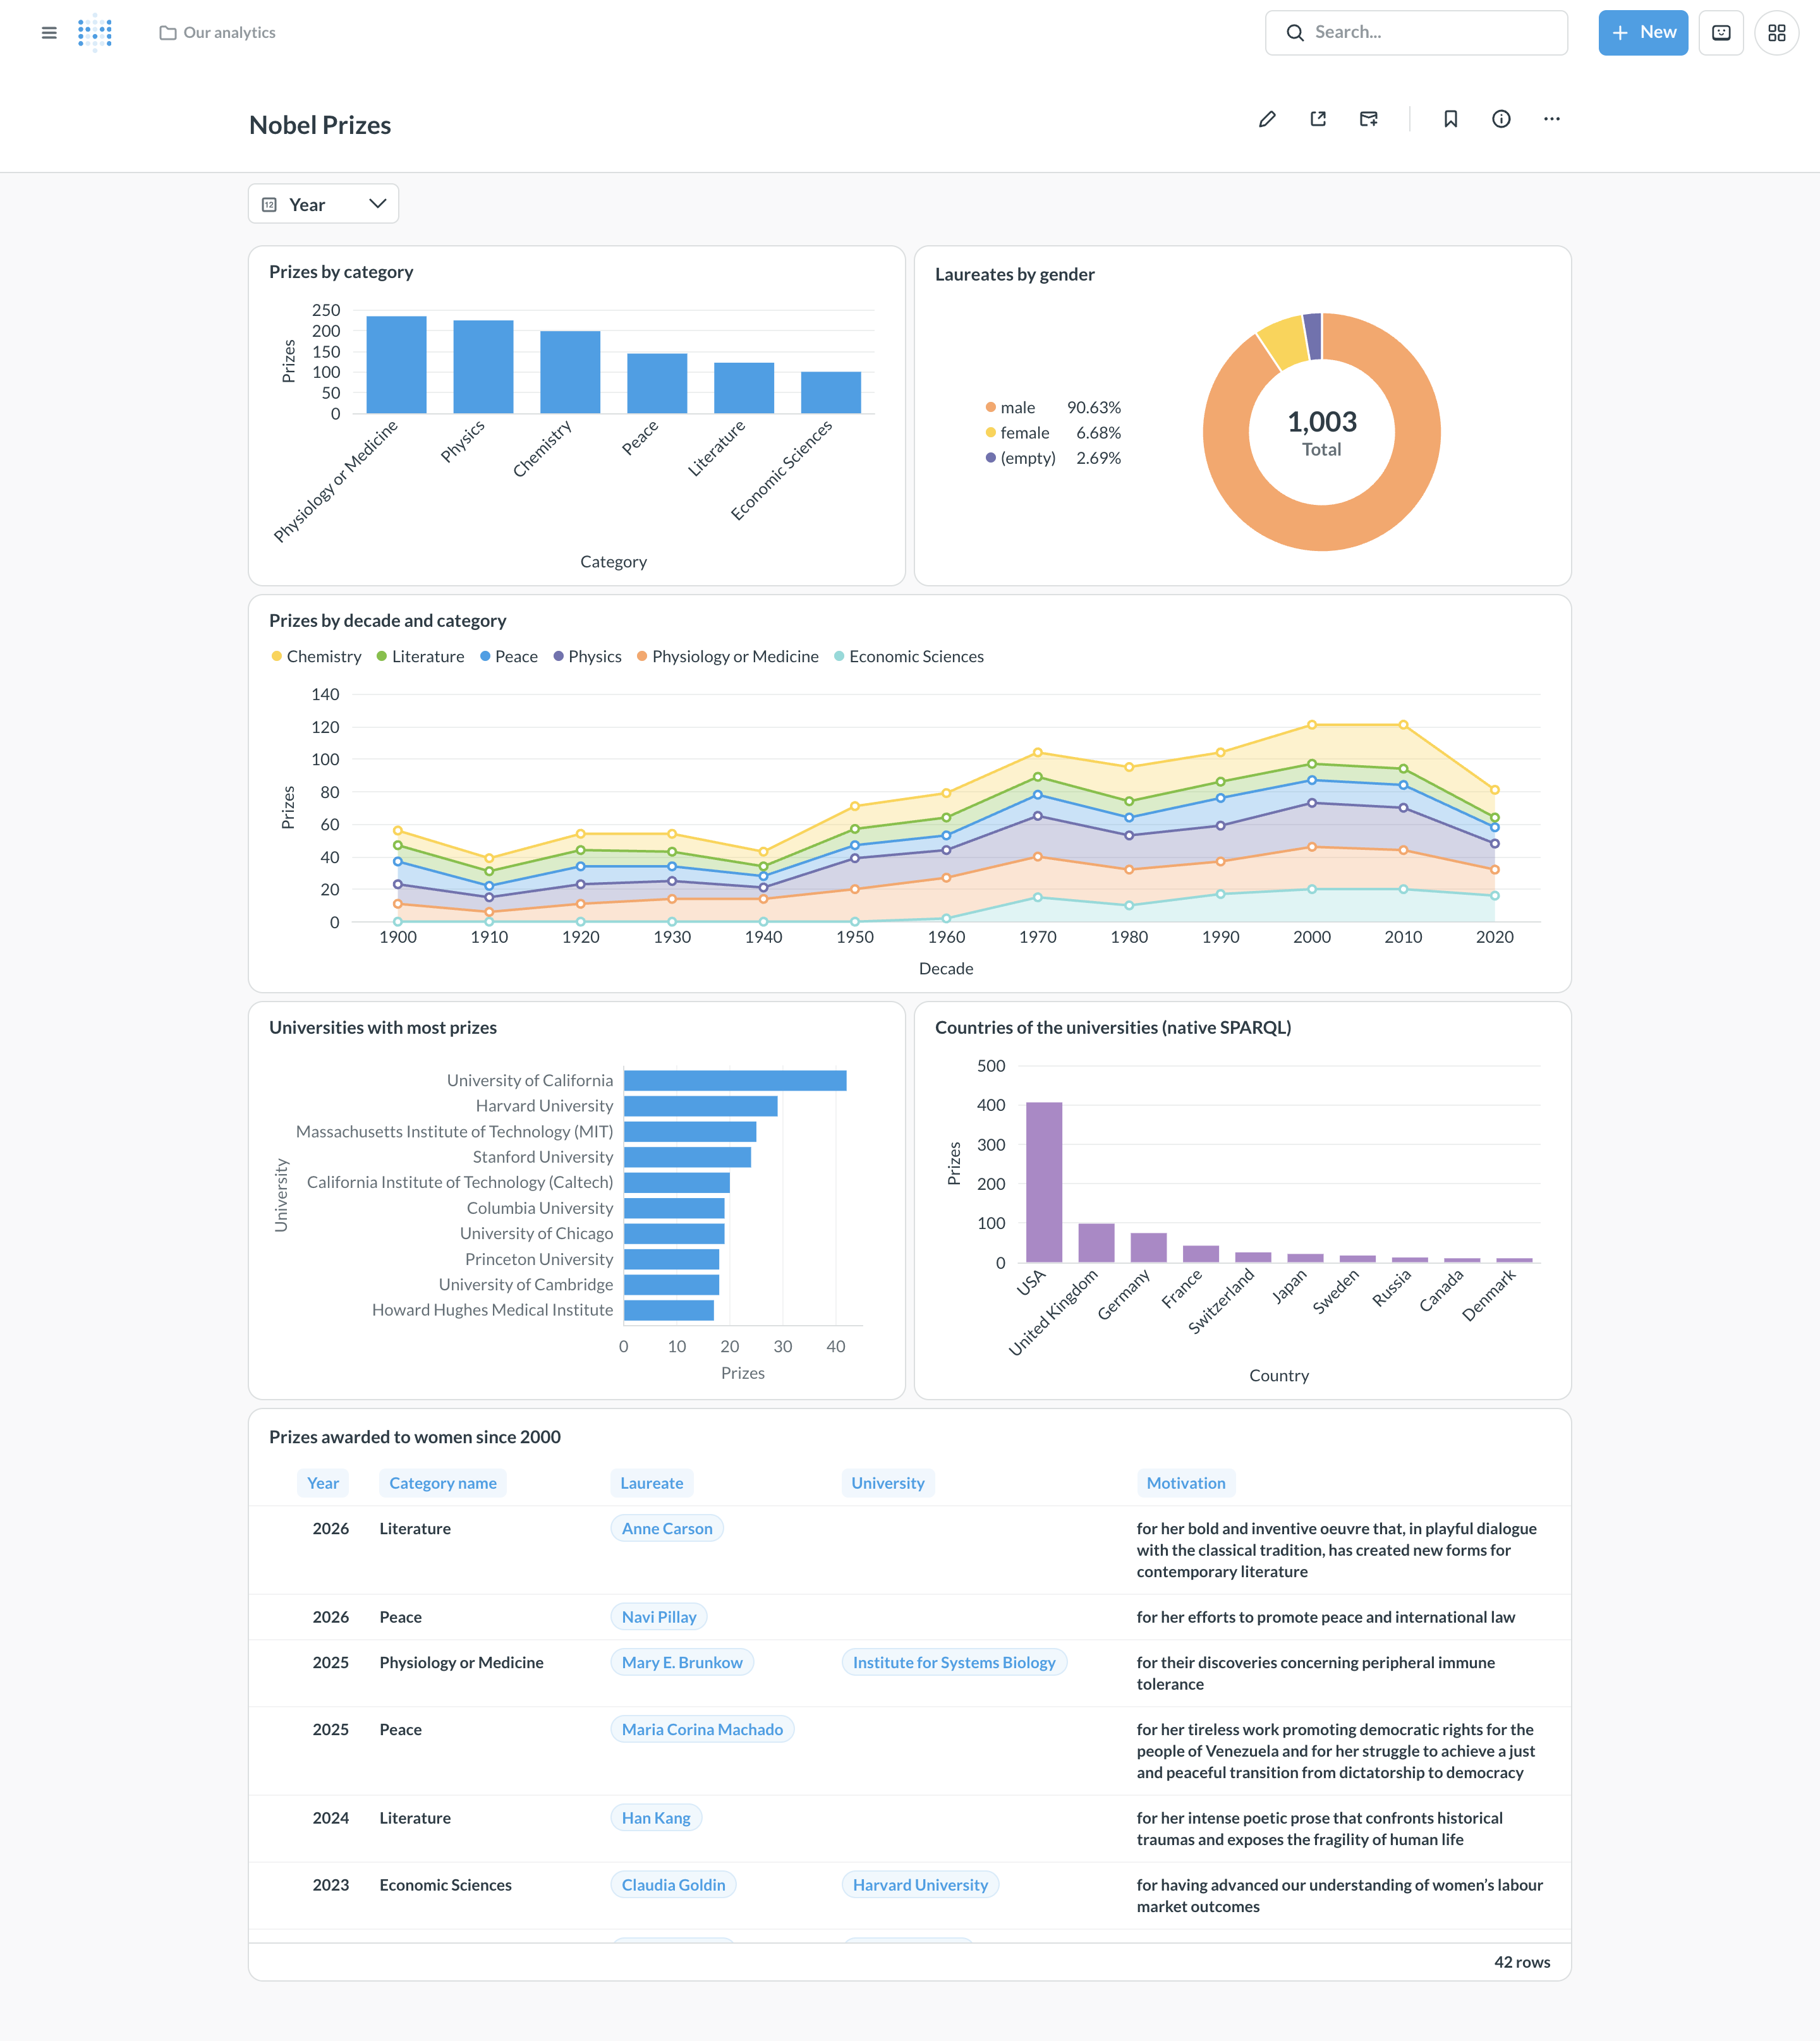 Our analytics
Search...
New
Nobel Prizes
12 Year
Prizes by category
250
200
150
100
50
0
Prizes
Physiology or Medicine
Physics
Chemistry
Peace
Literature
Economic Sciences
Category
Laureates by gender
male 90.63%
female 6.68%
(empty) 2.69%
1,003
Total
Prizes by decade and category
Chemistry Literature Peace Physics Physiology or Medicine Economic Sciences
140
120
100
80
60
40
20
0
Prizes
1900 1910 1920 1930 1940 1950 1960 1970 1980 1990 2000 2010 2020
Decade
Universities with most prizes
University
University of California
Harvard University
Massachusetts Institute of Technology (MIT)
Stanford University
California Institute of Technology (Caltech)
Columbia University
University of Chicago
Princeton University
University of Cambridge
Howard Hughes Medical Institute
0 10 20 30 40
Prizes
Countries of the universities (native SPARQL)
500
400
300
200
100
0
Prizes
USA
United Kingdom
Germany
France
Switzerland
Japan
Sweden
Russia
Canada
Denmark
Country
Prizes awarded to women since 2000
Year Category name Laureate University Motivation
2026 Literature Anne Carson for her bold and inventive oeuvre that, in playful dialogue
with the classical tradition, has created new forms for
contemporary literature
2026 Peace Navi Pillay for her efforts to promote peace and international law
2025 Physiology or Medicine Mary E. Brunkow Institute for Systems Biology for their discoveries concerning peripheral immune
tolerance
2025 Peace Maria Corina Machado for her tireless work promoting democratic rights for the
people of Venezuela and for her struggle to achieve a just
and peaceful transition from dictatorship to democracy
2024 Literature Han Kang for her intense poetic prose that confronts historical
traumas and exposes the fragility of human life
2023 Economic Sciences Claudia Goldin Harvard University for having advanced our understanding of women’s labour
market outcomes
42 rows